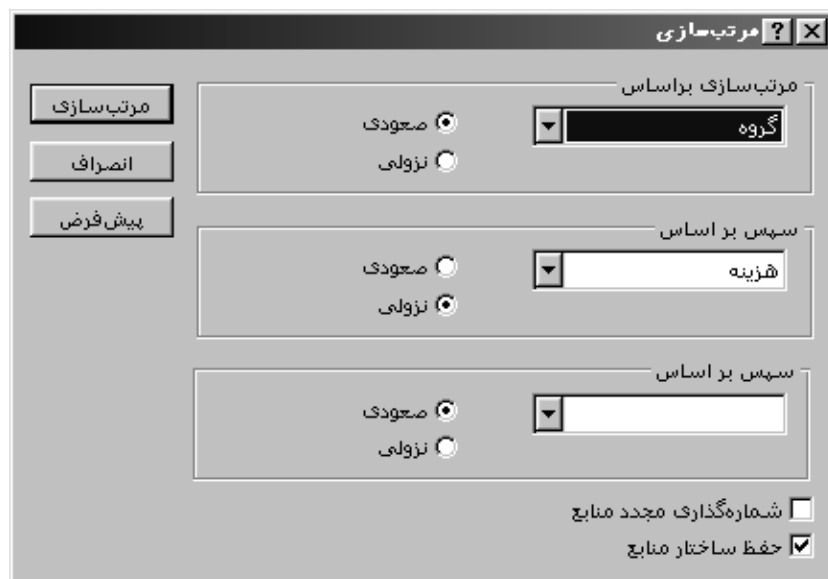 مرتب‌سازی
مرتب‌سازی براساس
گروه
صعودی
نزولی
سپس بر اساس
هزینه
صعودی
نزولی
سپس بر اساس
صعودی
نزولی
شماره‌گذاری مجدد منابع
حفظ ساختار منابع
مرتب‌سازی
انصراف
پیش‌فرض